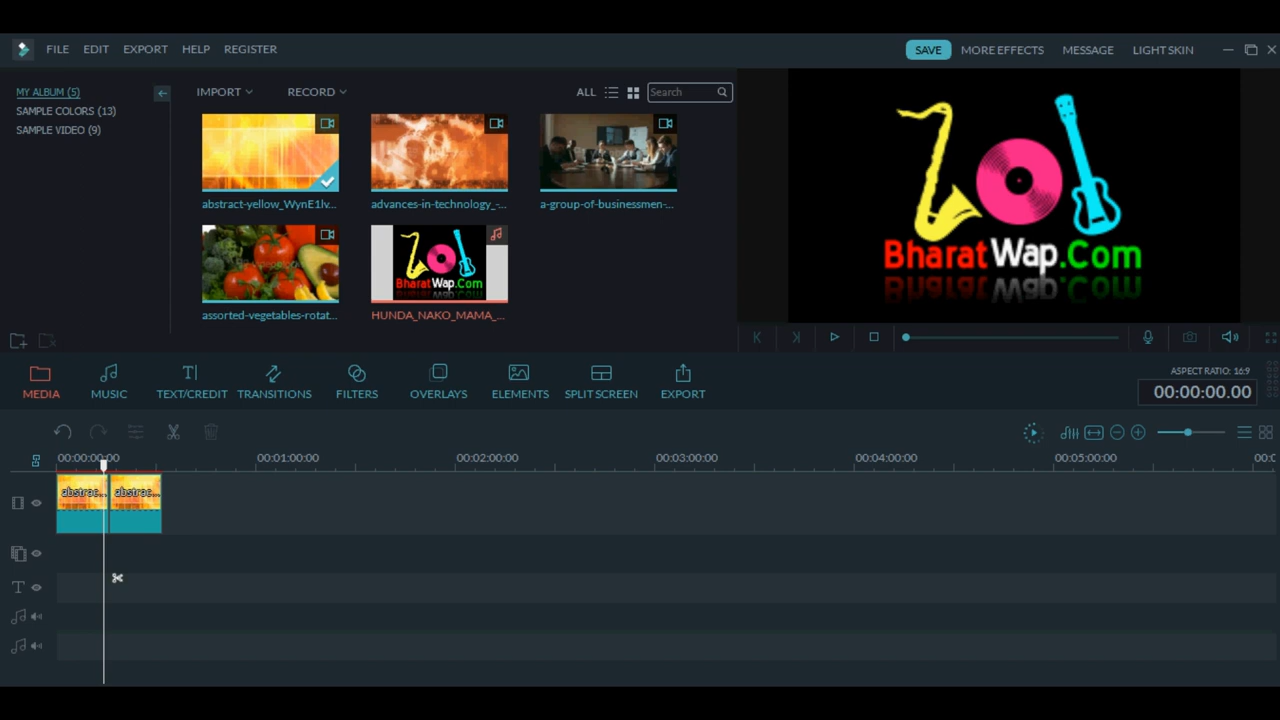 FILE EDIT EXPORT HELP REGISTER SAVE MORE EFFECTS MESSAGE LIGHT SKIN
MY ALBUM (5) IMPORT RECORD ALL Search
SAMPLE COLORS (13)
SAMPLE VIDEO (9)
abstract-yellow_WynE1lv... advances-in-technology_-... a-group-of-businessmen-...
BharatWap.Com
assorted-vegetables-rotat... HUNDA_NAKO_MAMA_...
BharatWap.Com
MEDIA MUSIC TEXT/CREDIT TRANSITIONS FILTERS OVERLAYS ELEMENTS SPLIT SCREEN EXPORT
ASPECT RATIO: 16:9
00:00:00.00
00:00:00:00 00:01:00:00 00:02:00:00 00:03:00:00 00:04:00:00 00:05:00:00 00:0
abstrac... abstrac...